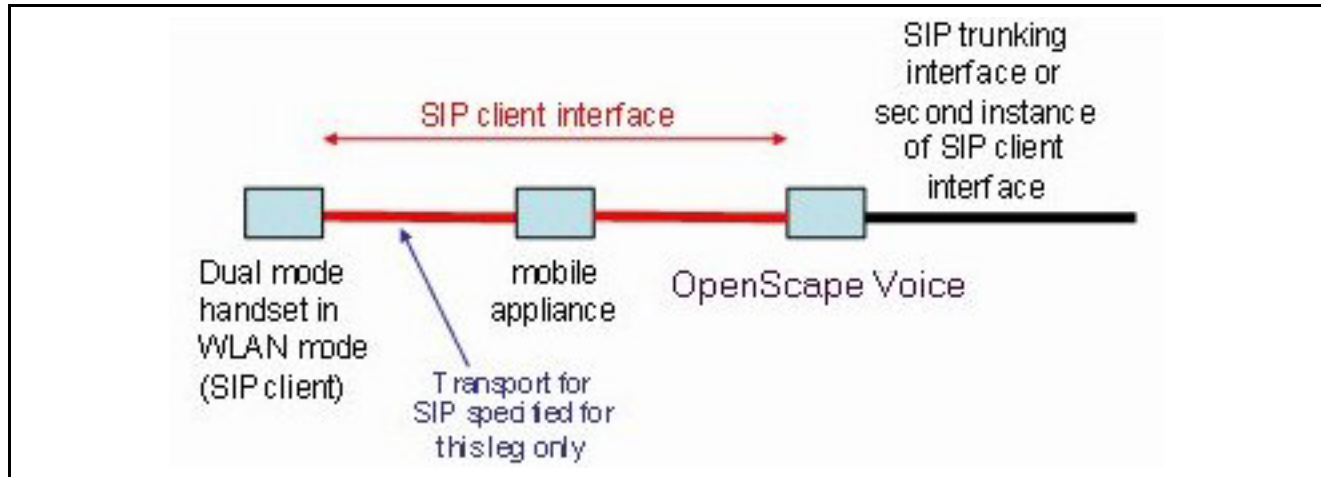 SIP trunking
interface or
second instance
of SIP client
interface
SIP client interface
Dual mode
handset in
WLAN mode
(SIP client)
mobile
appliance
OpenScape Voice
Transport for
SIP specified for
this leg only